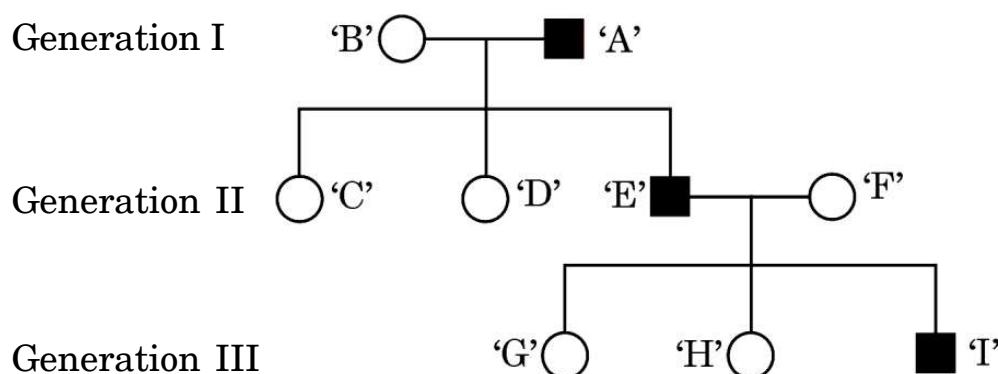 Generation I ‘B’ ‘A’
Generation II ‘C’ ‘D’ ‘E’ ‘F’
Generation III ‘G’ ‘H’ ‘I’